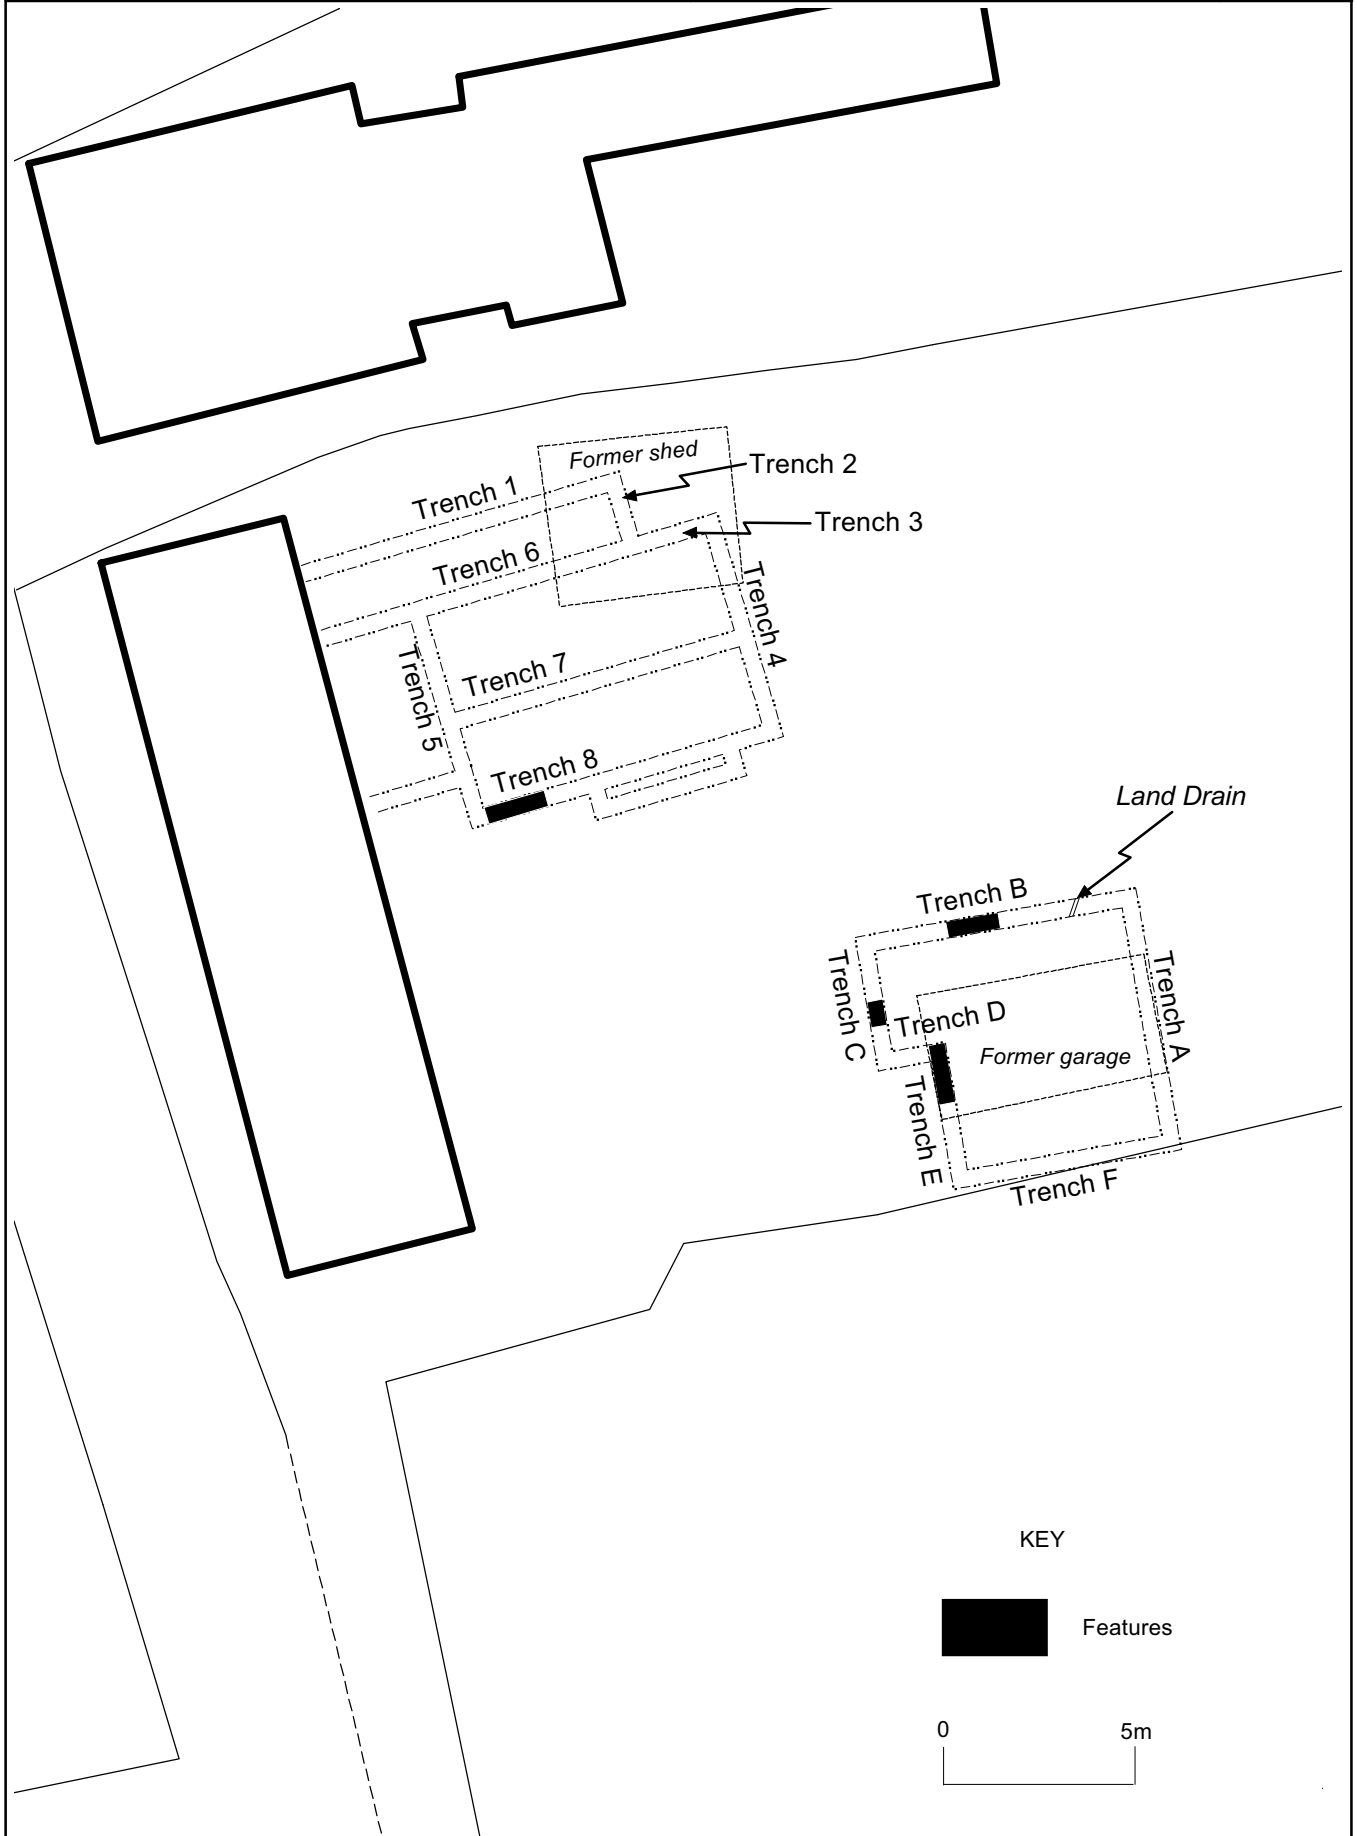 Former shed
Trench 2
Trench 1
Trench 3
Trench 6
Trench 4
Trench 5
Trench 7
Trench 8
Land Drain
Trench B
Trench C
Trench D
Trench A
Former garage
Trench E
Trench F
KEY
Features
0 5m